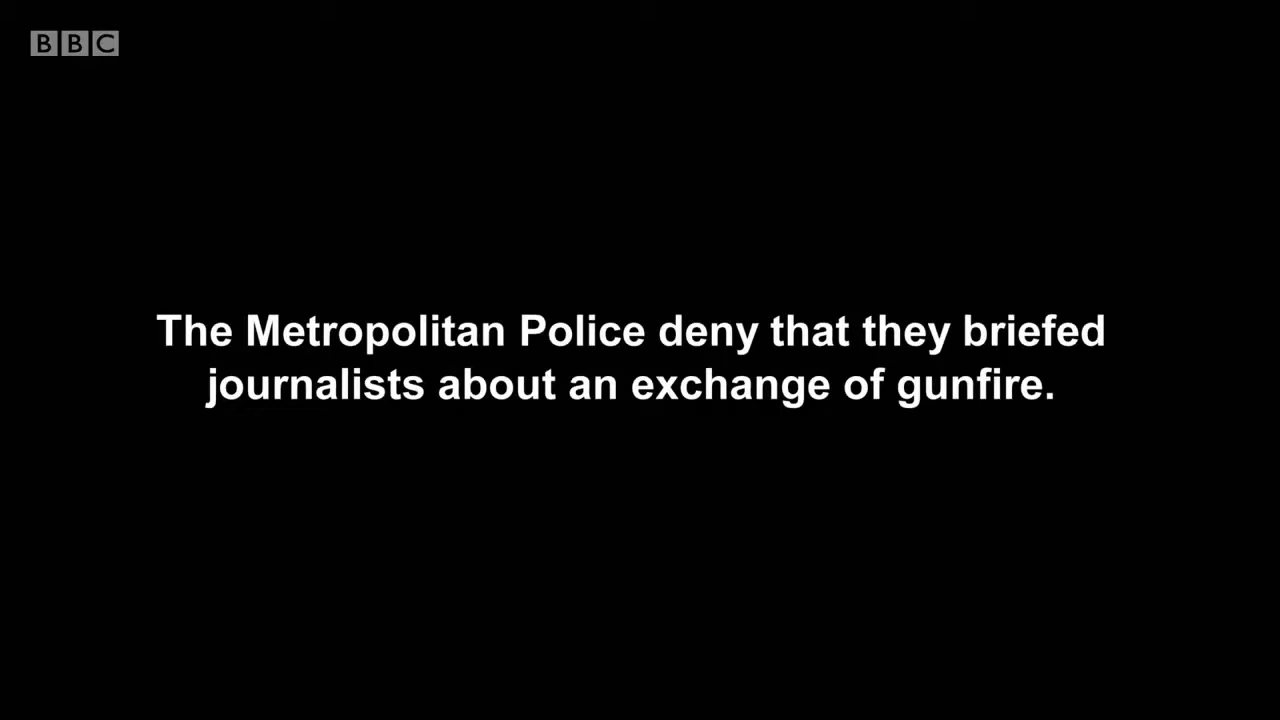 BBC
The Metropolitan Police deny that they briefed
journalists about an exchange of gunfire.